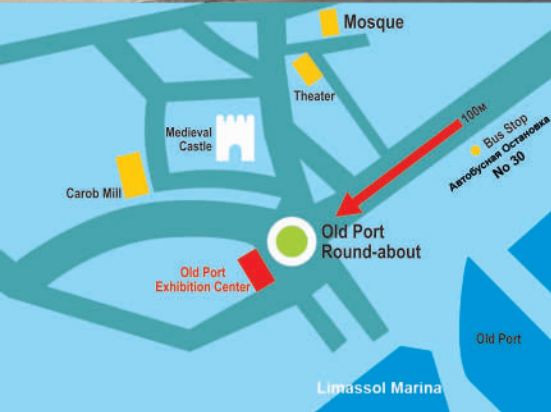 Mosque
Theater
100м
Bus Stop
Автобусная Остановка
No 30
Medieval
Castle
Carob Mill
Old Port
Round-about
Old Port
Exhibition Center
Old Port
Limassol Marina